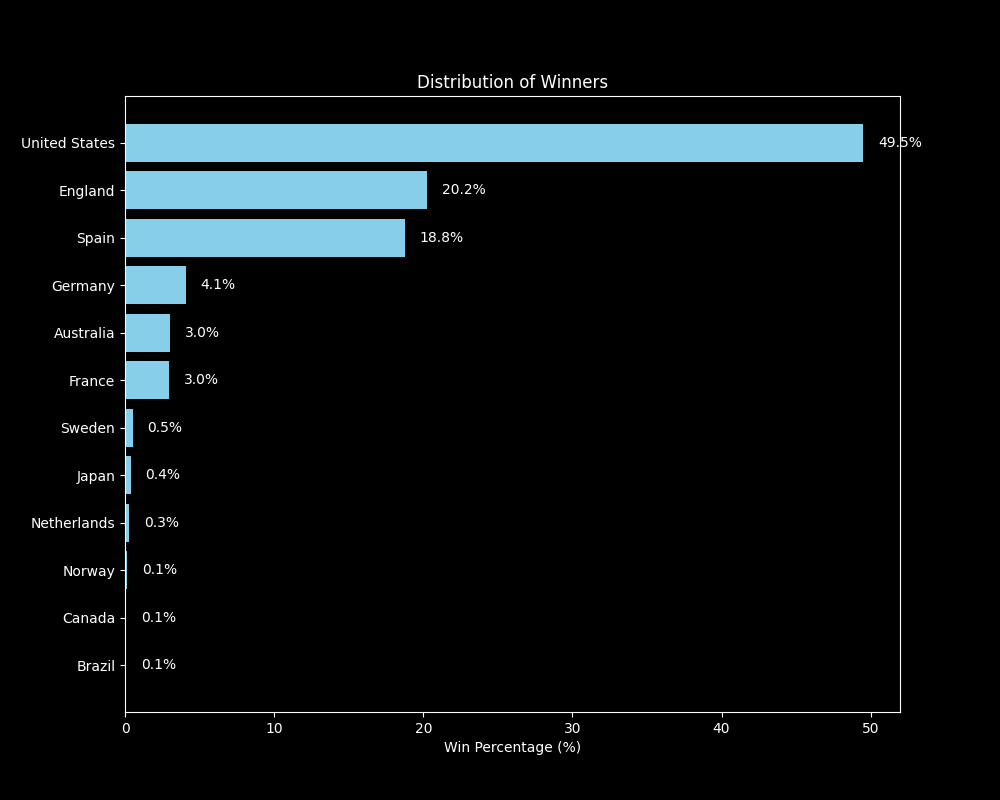 Distribution of Winners
United States 49.5%
England 20.2%
Spain 18.8%
Germany 4.1%
Australia 3.0%
France 3.0%
Sweden 0.5%
Japan 0.4%
Netherlands 0.3%
Norway 0.1%
Canada 0.1%
Brazil 0.1%
0 10 20 30 40 50
Win Percentage (%)